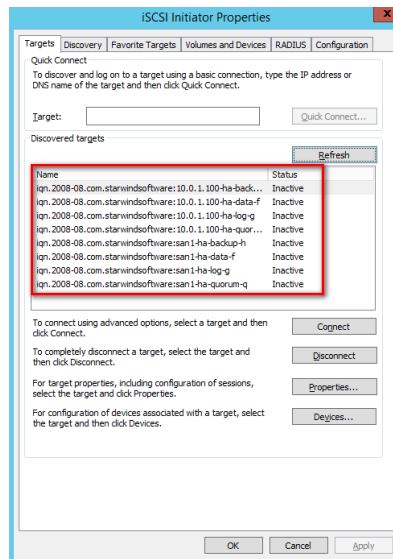 iSCSI Initiator Properties
x
Targets Discovery Favorite Targets Volumes and Devices RADIUS Configuration
Quick Connect
To discover and log on to a target using a basic connection, type the IP address or
DNS name of the target and then click Quick Connect.
Target:
Quick Connect...
Discovered targets
Refresh
Name Status
iqn.2008-08.com.starwindsoftware:10.0.1.100-ha-back... Inactive
iqn.2008-08.com.starwindsoftware:10.0.1.100-ha-data-f Inactive
iqn.2008-08.com.starwindsoftware:10.0.1.100-ha-log-g Inactive
iqn.2008-08.com.starwindsoftware:10.0.1.100-ha-quor... Inactive
iqn.2008-08.com.starwindsoftware:san1-ha-backup-h Inactive
iqn.2008-08.com.starwindsoftware:san1-ha-data-f Inactive
iqn.2008-08.com.starwindsoftware:san1-ha-log-g Inactive
iqn.2008-08.com.starwindsoftware:san1-ha-quorum-q Inactive
To connect using advanced options, select a target and then
click Connect.
Connect
To completely disconnect a target, select the target and
then click Disconnect.
Disconnect
For target properties, including configuration of sessions,
select the target and click Properties.
Properties...
For configuration of devices associated with a target, select
the target and then click Devices.
Devices...
OK Cancel Apply